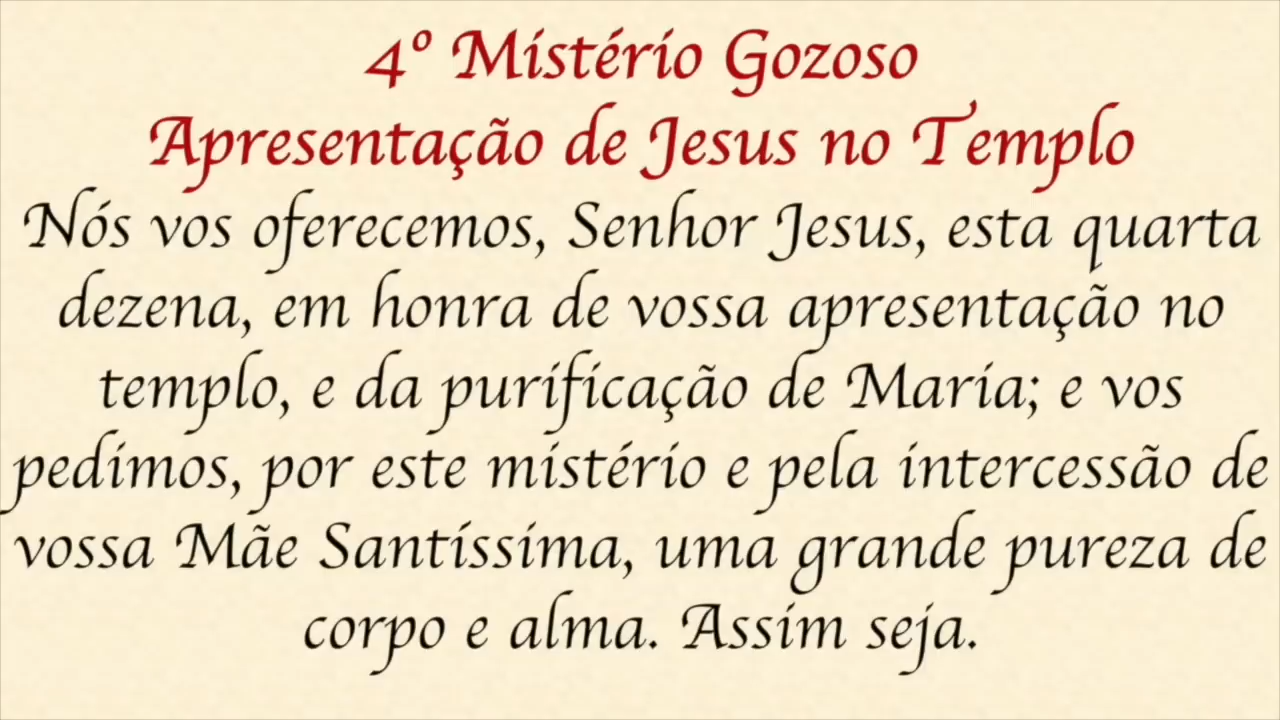 4º Mistério Gozoso
Apresentação de Jesus no Templo
Nós vos oferecemos, Senhor Jesus, esta quarta
dezena, em honra de vossa apresentação no
templo, e da purificação de Maria; e vos
pedimos, por este mistério e pela intercessão de
vossa Mãe Santíssima, uma grande pureza de
corpo e alma. Assim seja.